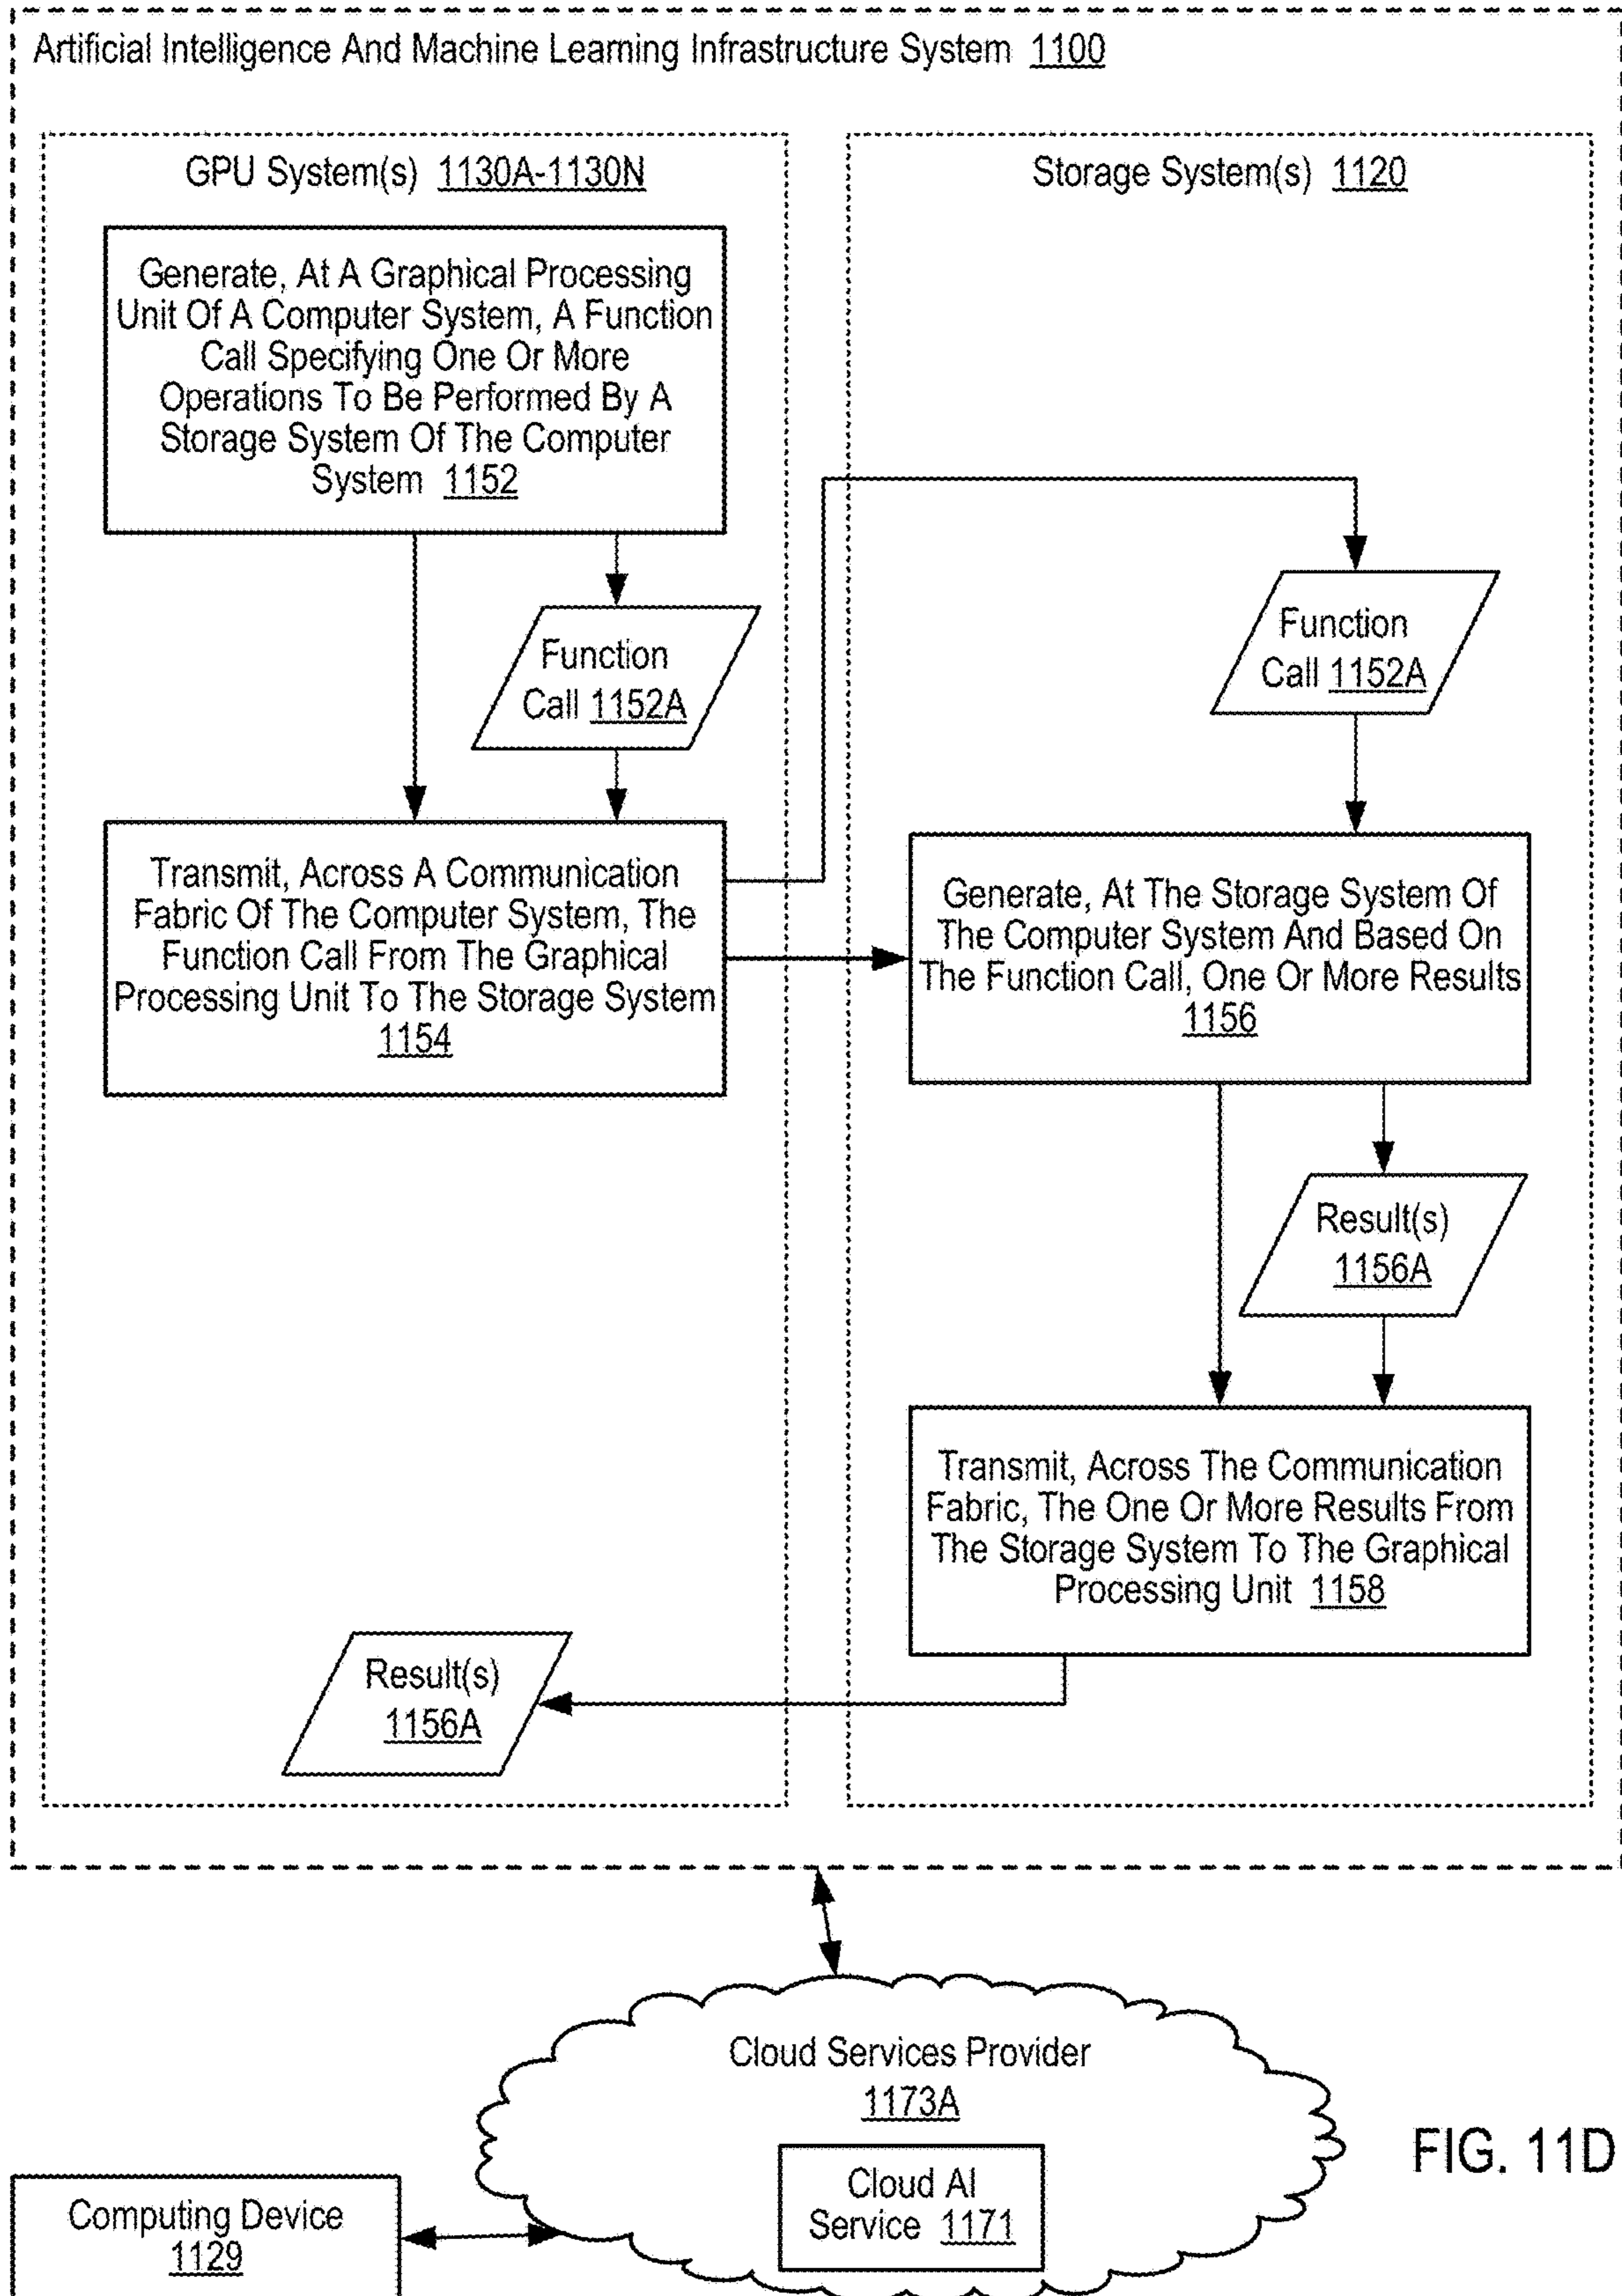 Artificial Intelligence And Machine Learning Infrastructure System 1100
GPU System(s) 1130A-1130N
Generate, At A Graphical Processing
Unit Of A Computer System, A Function
Call Specifying One Or More
Operations To Be Performed By A
Storage System Of The Computer
System 1152
Function
Call 1152A
Transmit, Across A Communication
Fabric Of The Computer System, The
Function Call From The Graphical
Processing Unit To The Storage System
1154
Storage System(s) 1120
Function
Call 1152A
Generate, At The Storage System Of
The Computer System And Based On
The Function Call, One Or More Results
1156
Result(s)
1156A
Transmit, Across The Communication
Fabric, The One Or More Results From
The Storage System To The Graphical
Processing Unit 1158
Result(s)
1156A
Cloud Services Provider
1173A
Cloud AI
Service 1171
Computing Device
1129
FIG. 11D